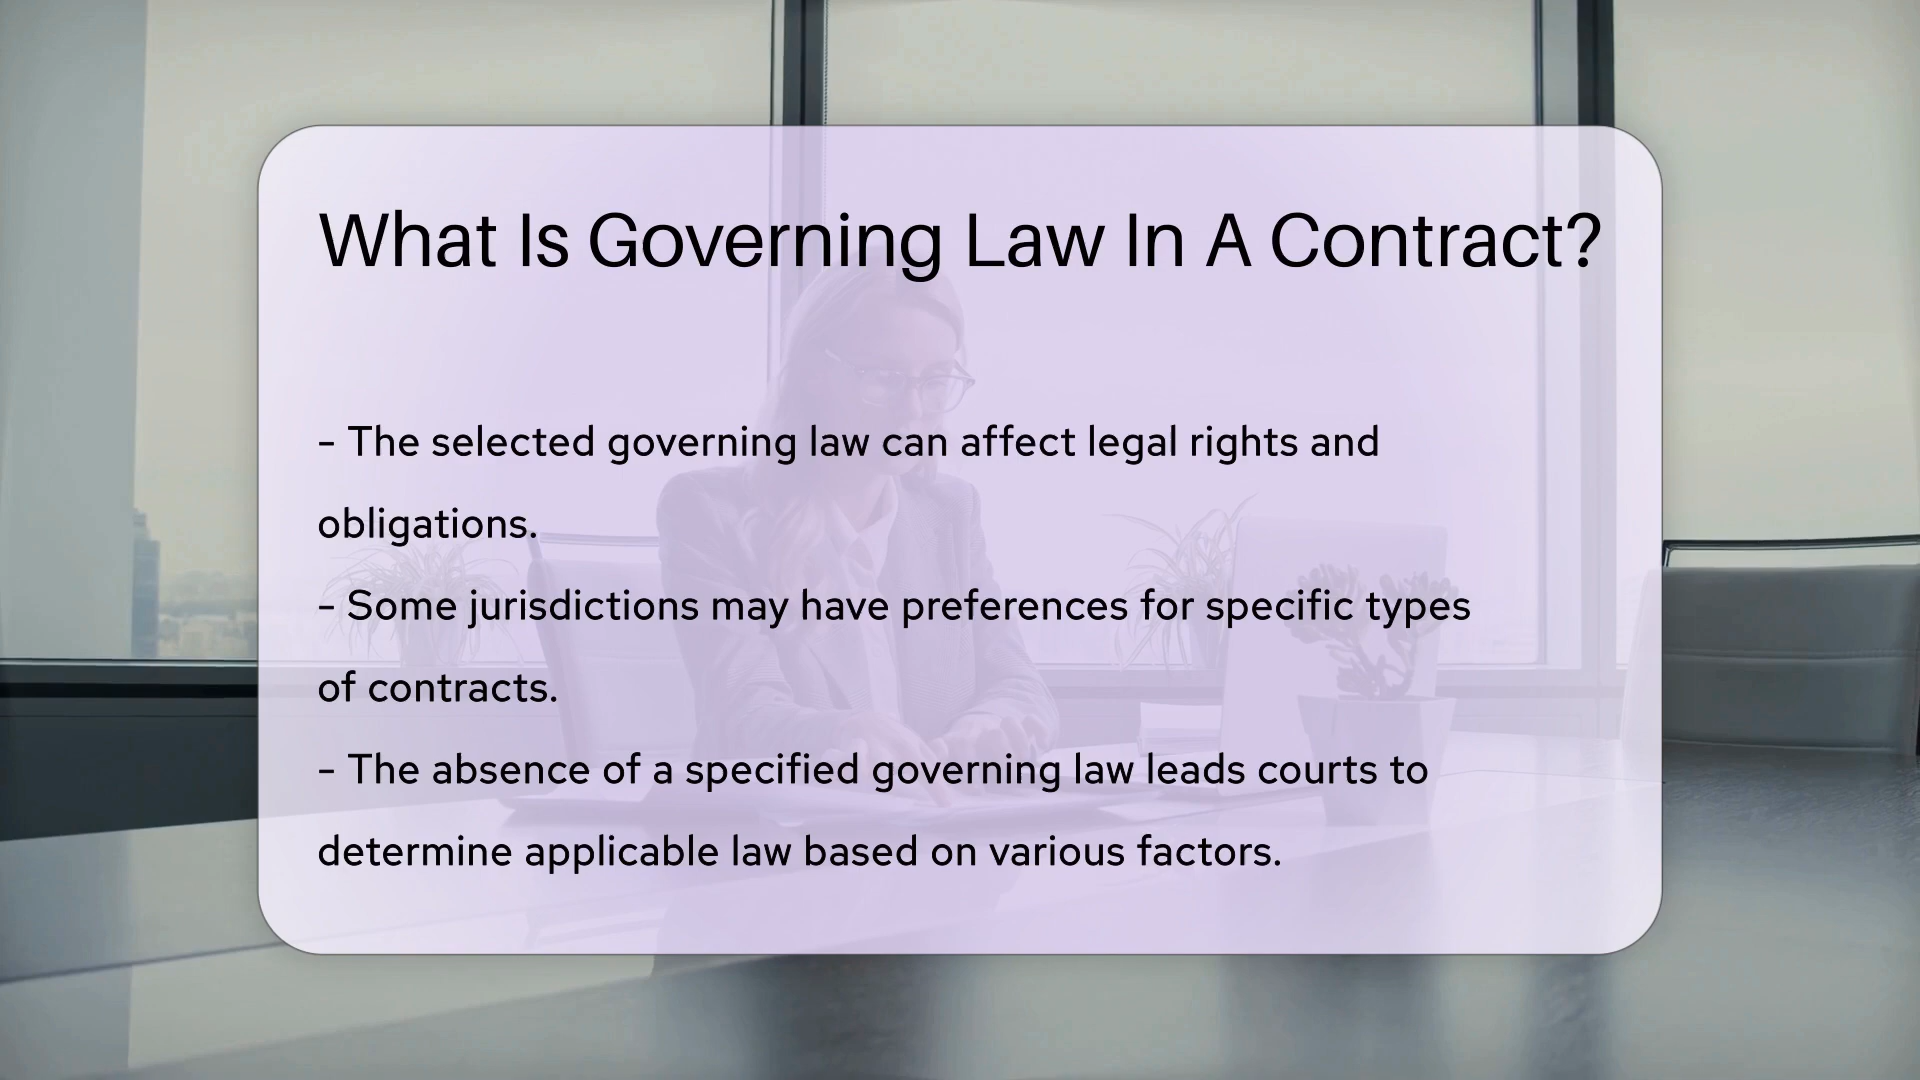 What Is Governing Law In A Contract?
- The selected governing law can affect legal rights and
obligations.
- Some jurisdictions may have preferences for specific types
of contracts.
- The absence of a specified governing law leads courts to
determine applicable law based on various factors.